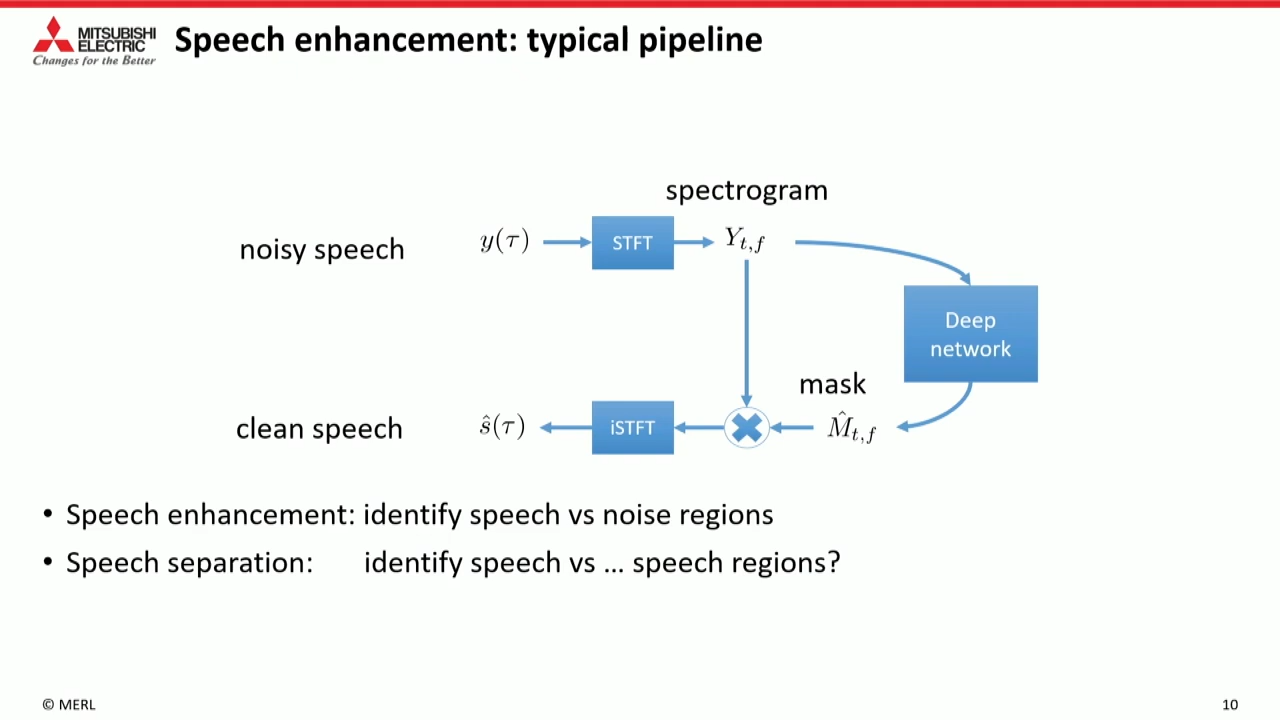 MITSUBISHI
ELECTRIC
Changes for the Better
Speech enhancement: typical pipeline
spectrogram
noisy speech
y(τ)
STFT
Y_{t,f}
Deep
network
mask
clean speech
ŝ(τ)
iSTFT
M̂_{t,f}
• Speech enhancement: identify speech vs noise regions
• Speech separation: identify speech vs ... speech regions?
© MERL
10